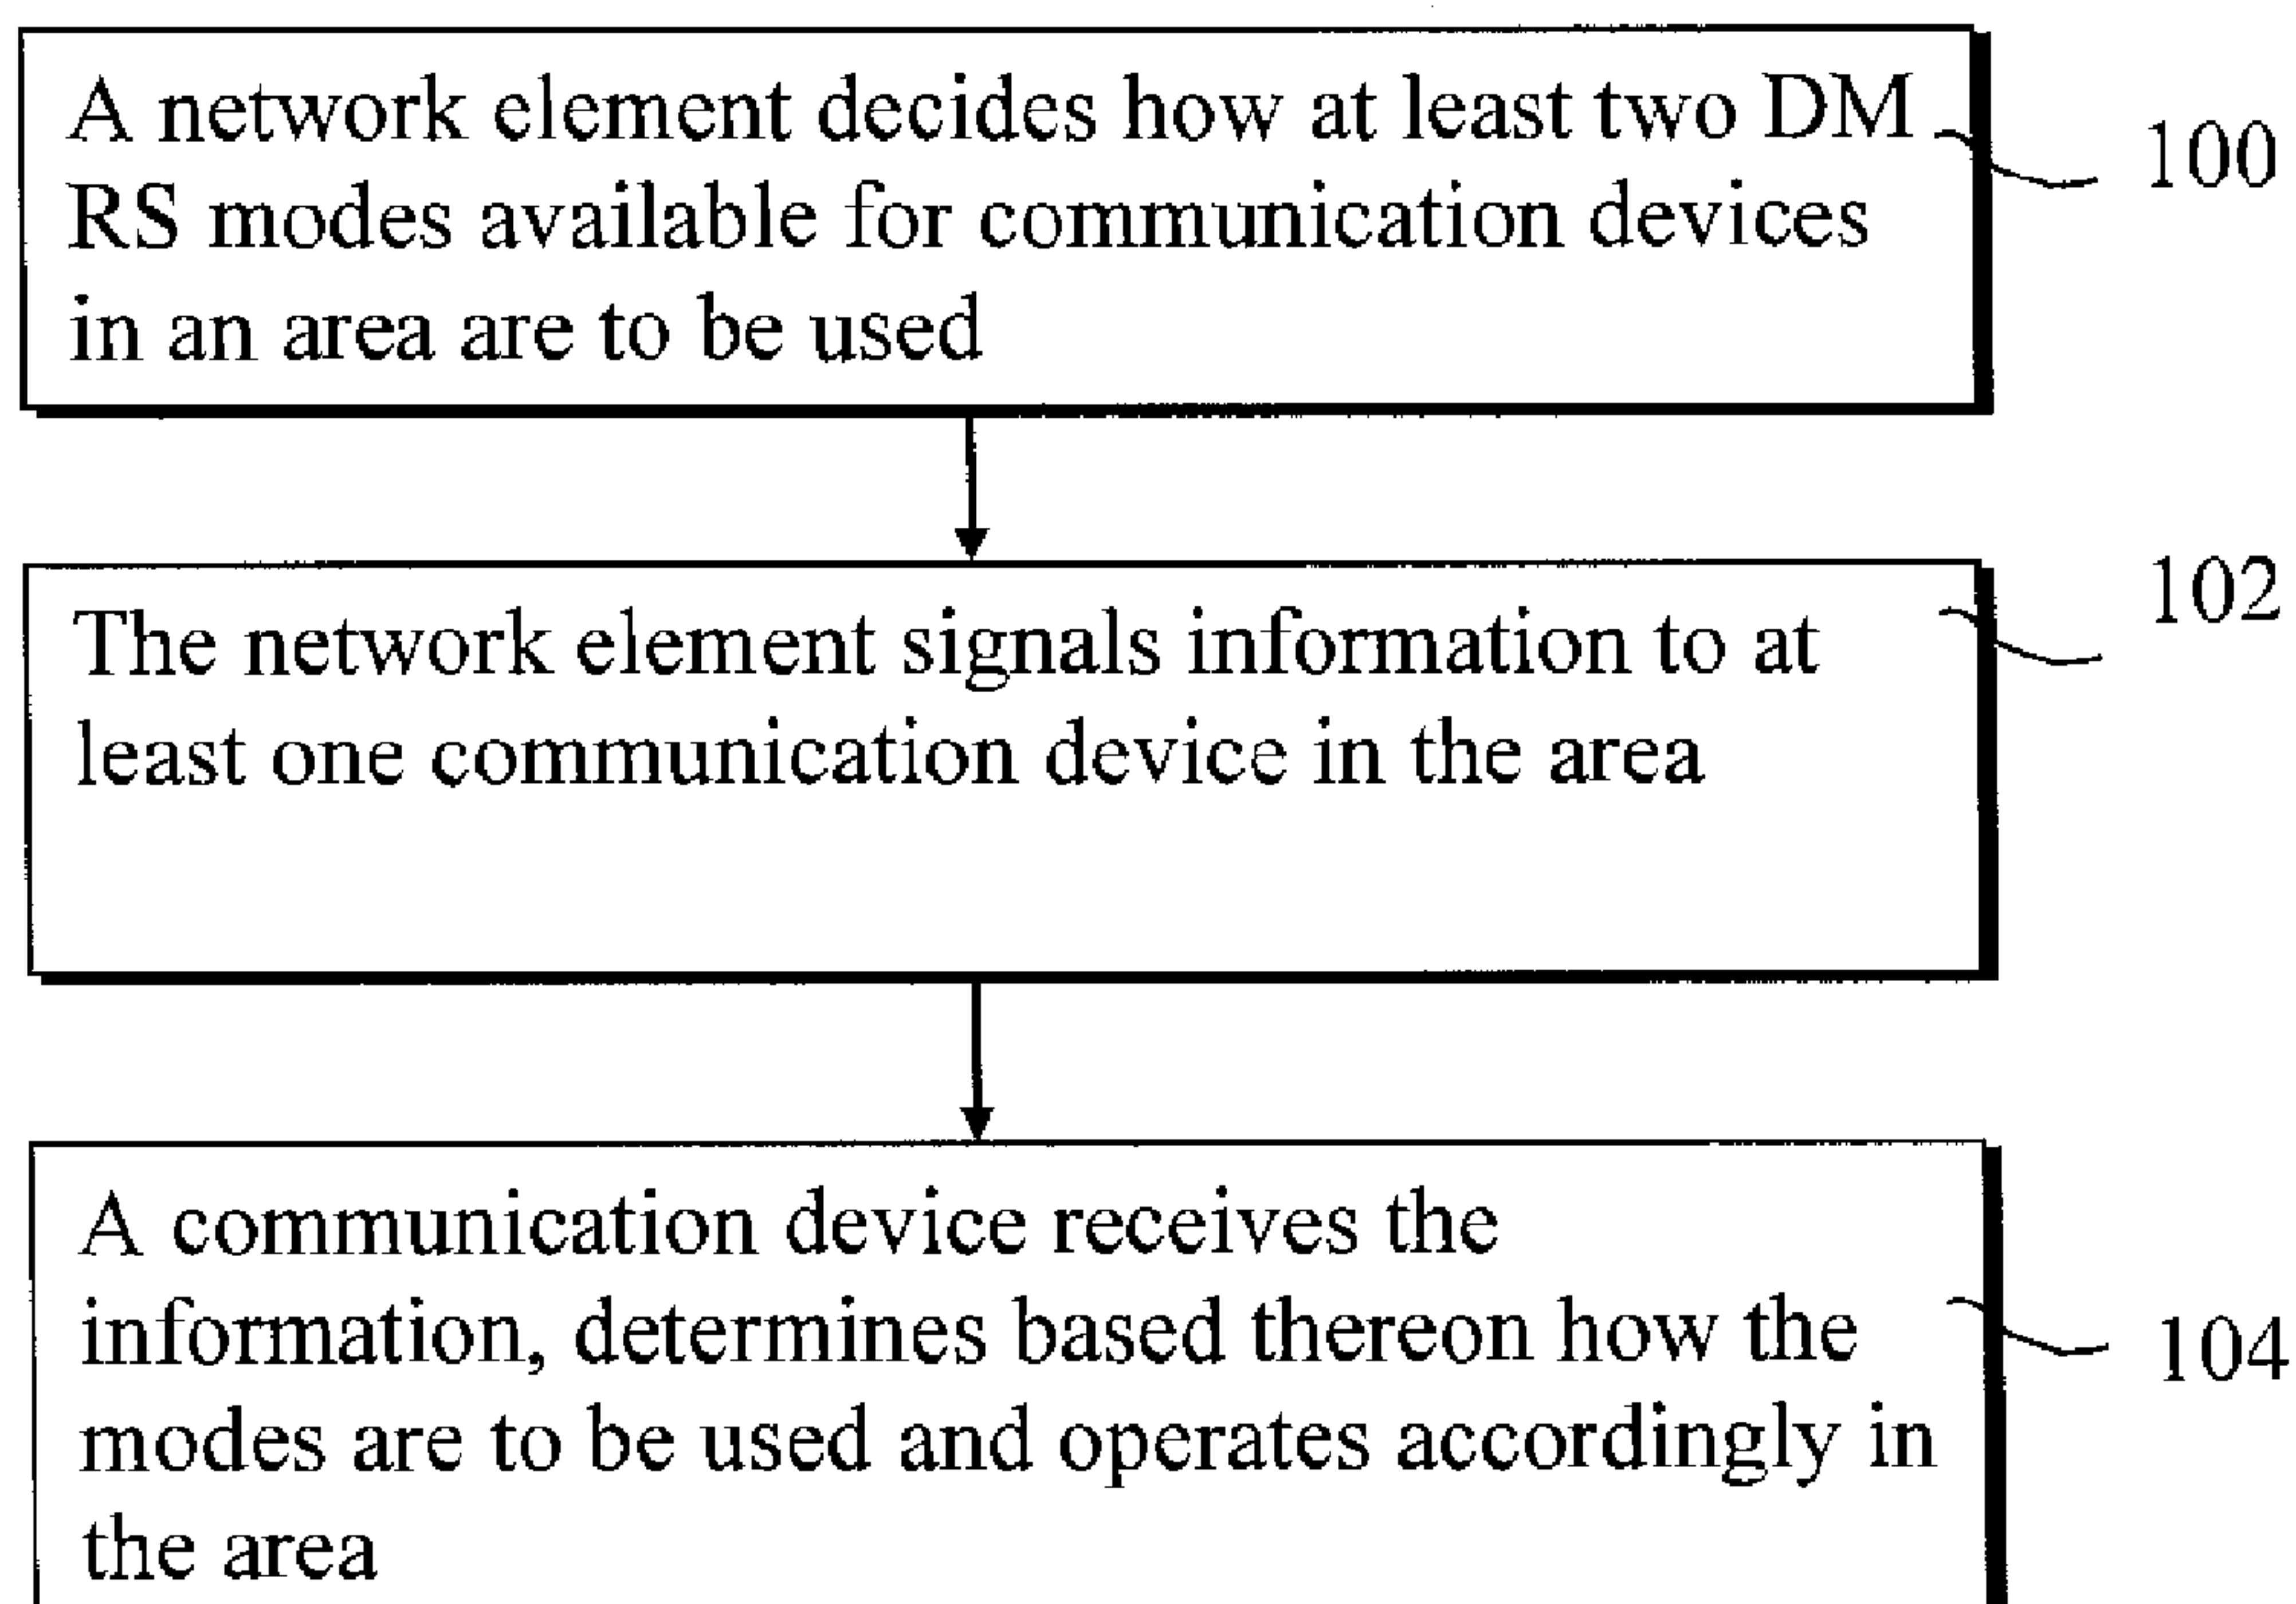 A network element decides how at least two DM
100
RS modes available for communication devices
in an area are to be used
102
The network element signals information to at
least one communication device in the area
A communication device receives the
information, determines based thereon how the
104
modes are to be used and operates accordingly in
the area